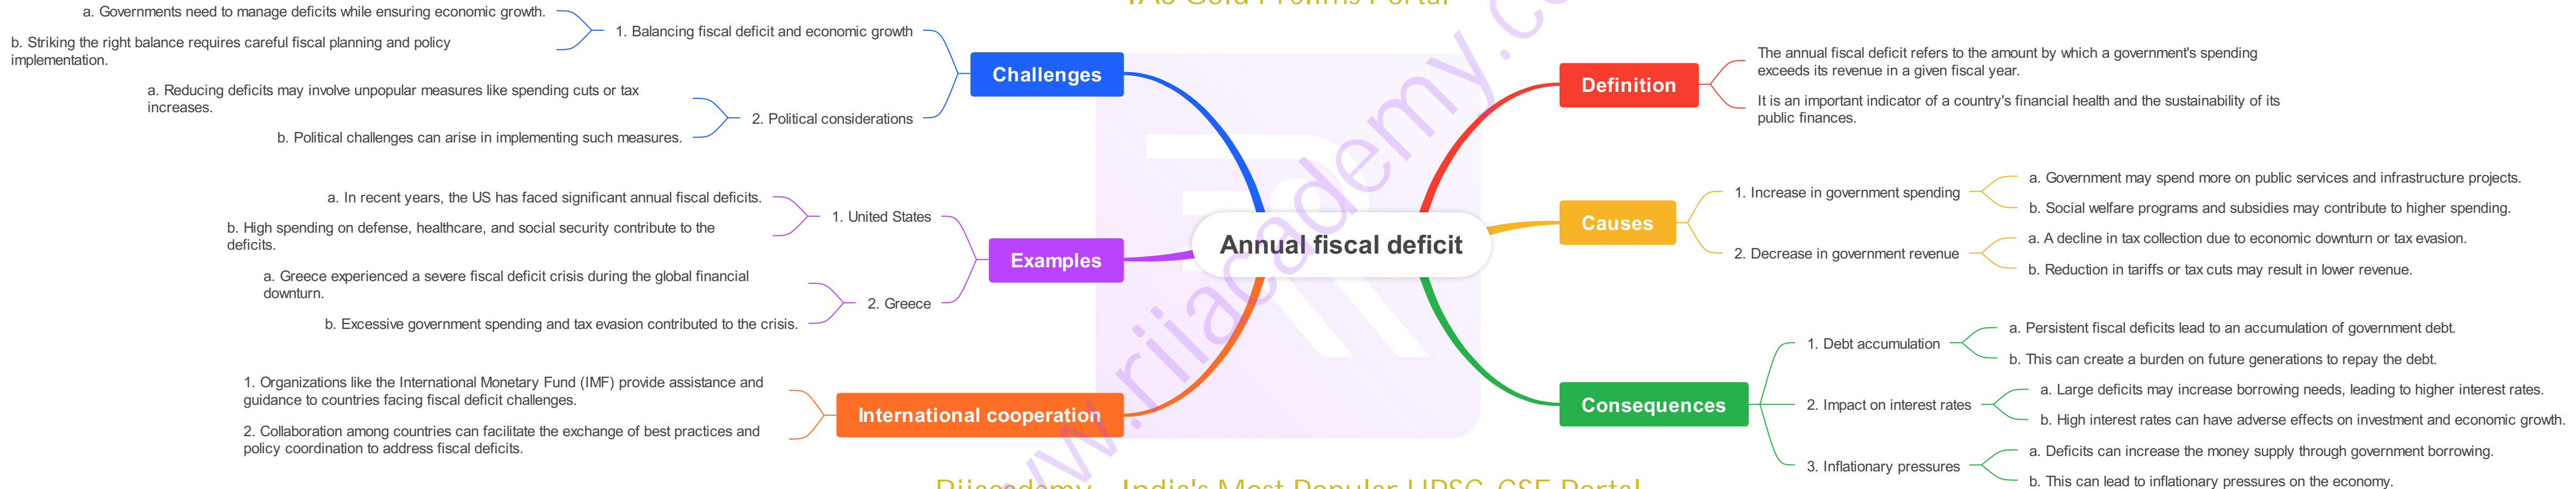 IAS Gold Prelims Portal
Annual fiscal deficit
Definition
The annual fiscal deficit refers to the amount by which a government's spending
exceeds its revenue in a given fiscal year.
It is an important indicator of a country's financial health and the sustainability of its
public finances.
Causes
1. Increase in government spending
a. Government may spend more on public services and infrastructure projects.
b. Social welfare programs and subsidies may contribute to higher spending.
2. Decrease in government revenue
a. A decline in tax collection due to economic downturn or tax evasion.
b. Reduction in tariffs or tax cuts may result in lower revenue.
Consequences
1. Debt accumulation
a. Persistent fiscal deficits lead to an accumulation of government debt.
b. This can create a burden on future generations to repay the debt.
2. Impact on interest rates
a. Large deficits may increase borrowing needs, leading to higher interest rates.
b. High interest rates can have adverse effects on investment and economic growth.
3. Inflationary pressures
a. Deficits can increase the money supply through government borrowing.
b. This can lead to inflationary pressures on the economy.
Challenges
1. Balancing fiscal deficit and economic growth
a. Governments need to manage deficits while ensuring economic growth.
b. Striking the right balance requires careful fiscal planning and policy
implementation.
2. Political considerations
a. Reducing deficits may involve unpopular measures like spending cuts or tax
increases.
b. Political challenges can arise in implementing such measures.
Examples
1. United States
a. In recent years, the US has faced significant annual fiscal deficits.
b. High spending on defense, healthcare, and social security contribute to the
deficits.
2. Greece
a. Greece experienced a severe fiscal deficit crisis during the global financial
downturn.
b. Excessive government spending and tax evasion contributed to the crisis.
International cooperation
1. Organizations like the International Monetary Fund (IMF) provide assistance and
guidance to countries facing fiscal deficit challenges.
2. Collaboration among countries can facilitate the exchange of best practices and
policy coordination to address fiscal deficits.
www.riiacademy.co
India's Most Popular UPSC-CSE Portal